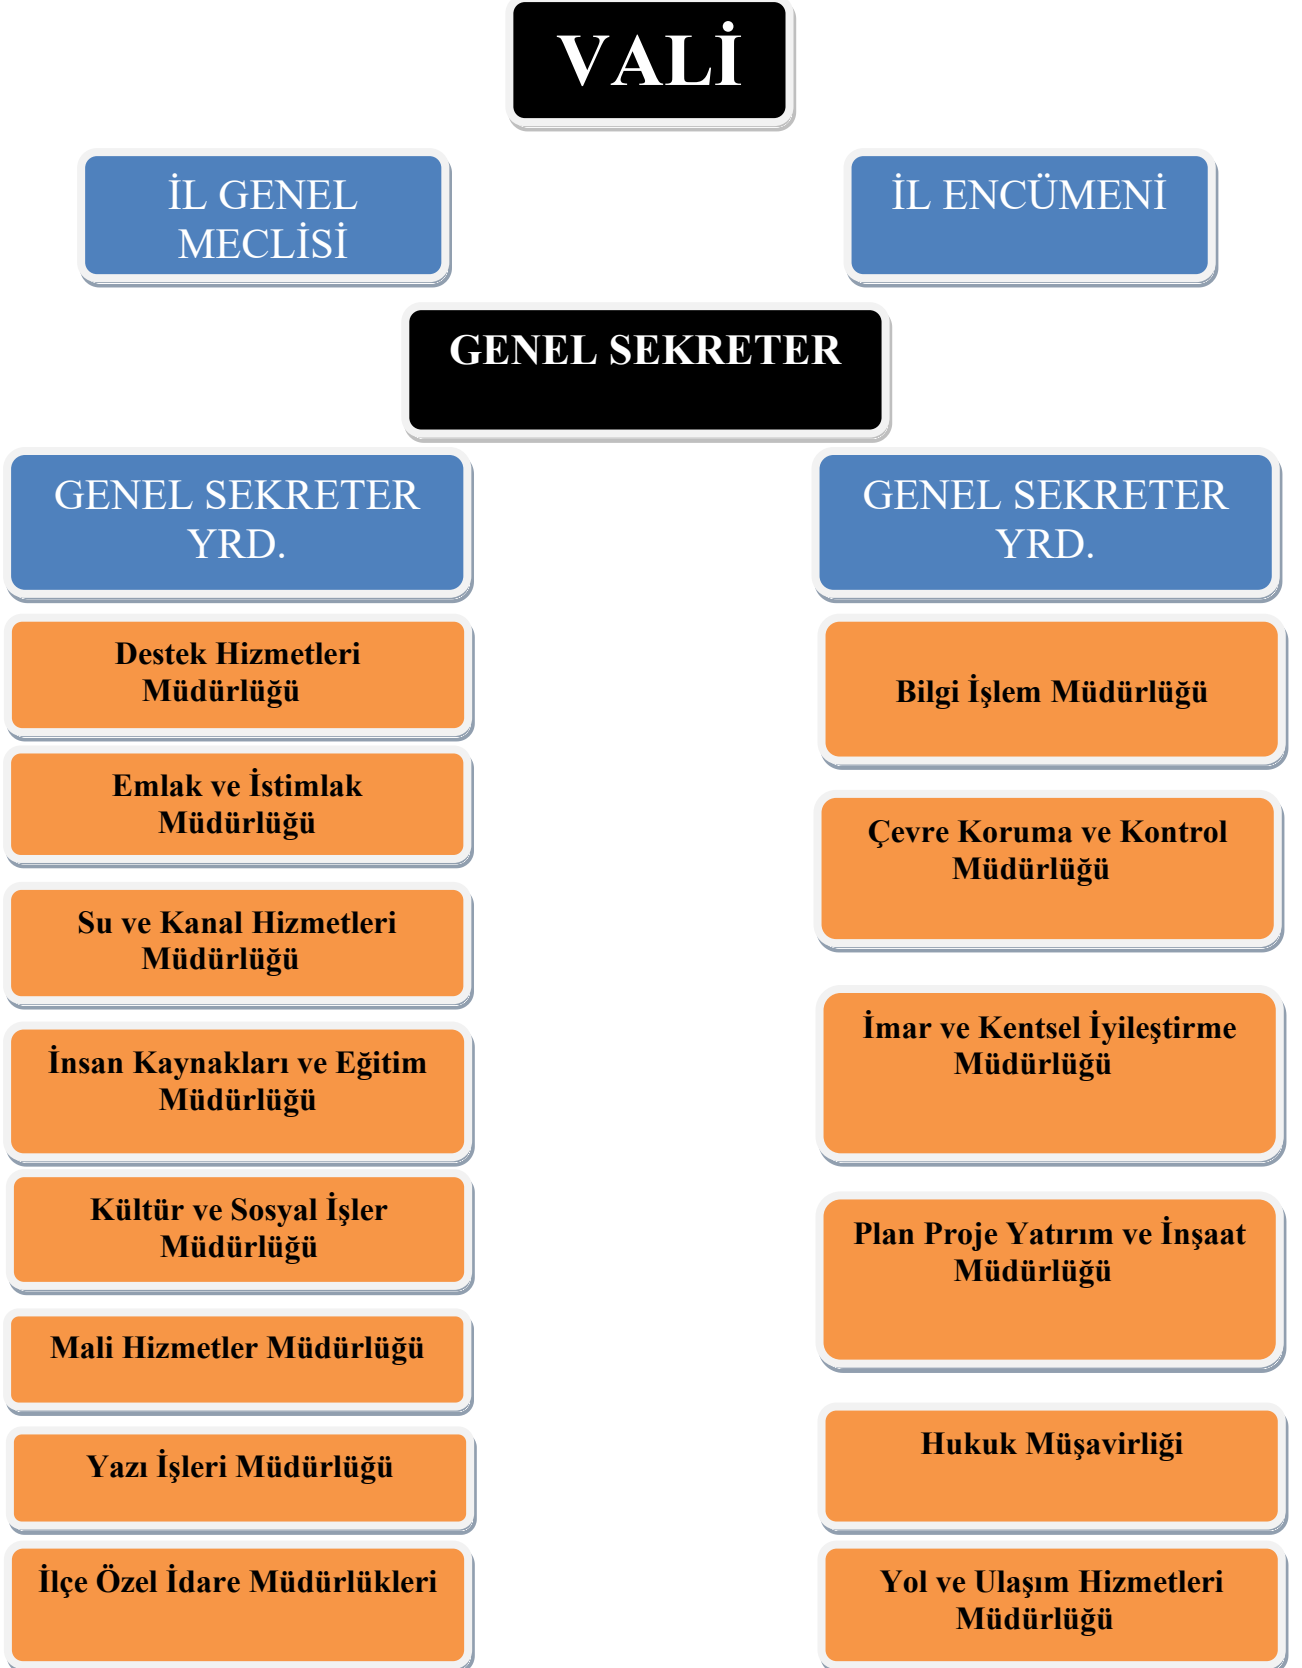 VALİ
İL GENEL
MECLİSİ
İL ENCÜMENİ
GENEL SEKRETER
GENEL SEKRETER
YRD.
Destek Hizmetleri
Müdürlüğü
Emlak ve İstimlak
Müdürlüğü
Su ve Kanal Hizmetleri
Müdürlüğü
İnsan Kaynakları ve Eğitim
Müdürlüğü
Kültür ve Sosyal İşler
Müdürlüğü
Mali Hizmetler Müdürlüğü
Yazı İşleri Müdürlüğü
İlçe Özel İdare Müdürlükleri
GENEL SEKRETER
YRD.
Bilgi İşlem Müdürlüğü
Çevre Koruma ve Kontrol
Müdürlüğü
İmar ve Kentsel İyileştirme
Müdürlüğü
Plan Proje Yatırım ve İnşaat
Müdürlüğü
Hukuk Müşavirliği
Yol ve Ulaşım Hizmetleri
Müdürlüğü